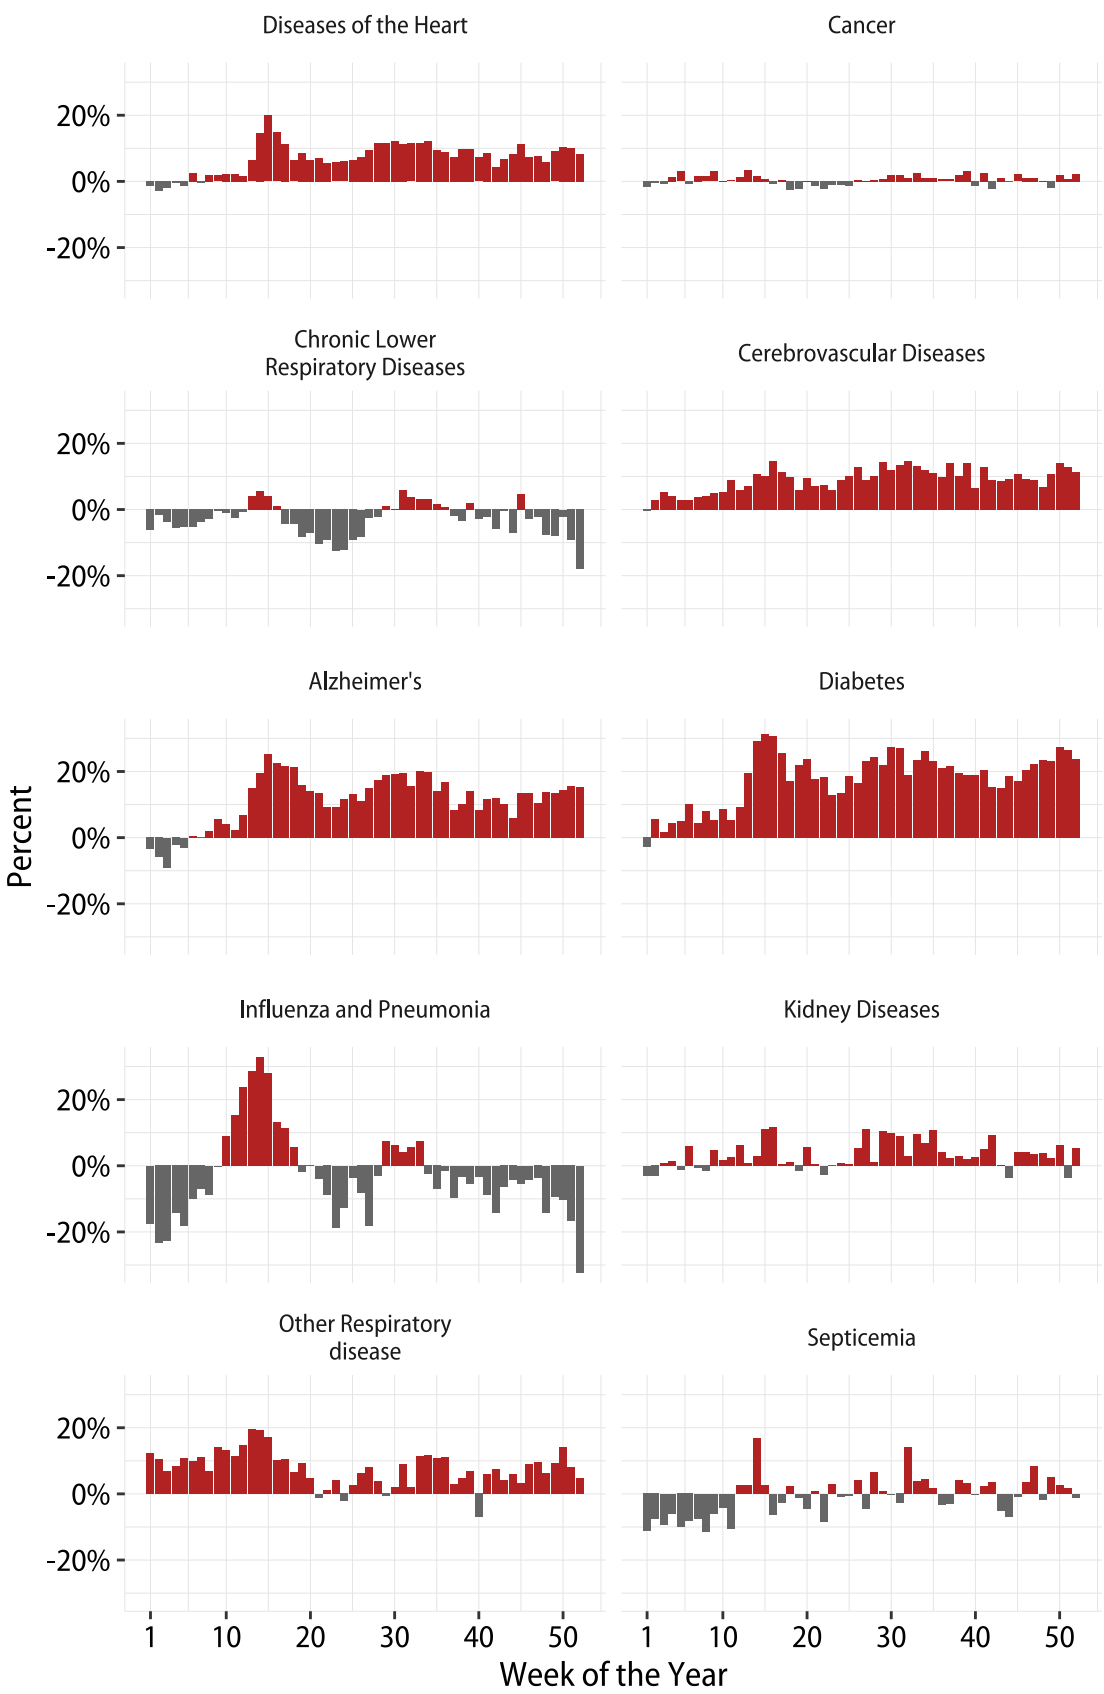 Diseases of the Heart
Cancer
20%
0%
-20%
Chronic Lower
Respiratory Diseases
Cerebrovascular Diseases
20%
0%
-20%
Alzheimer's
Diabetes
20%
0%
-20%
Percent
Influenza and Pneumonia
Kidney Diseases
20%
0%
-20%
Other Respiratory
disease
Septicemia
20%
0%
-20%
1 10 20 30 40 50
1 10 20 30 40 50
Week of the Year